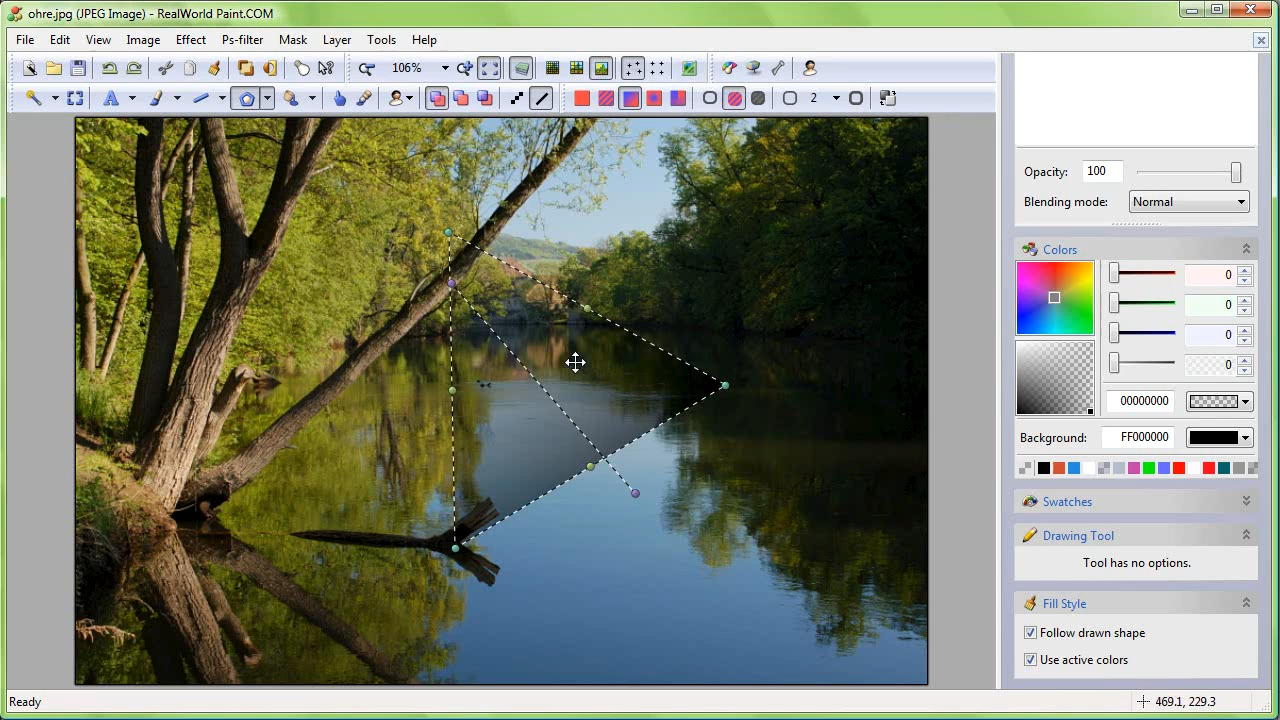 ohre.jpg (JPEG Image) - RealWorld Paint.COM
File Edit View Image Effect Px-filter Mask Layer Tools Help
106%
A 2
Opacity: 100
Blending mode: Normal
Colors
0
0
0
0
00000000
Background: FF000000
Swatches
Drawing Tool
Tool has no options.
Fill Style
Follow drawn shape
Use active colors
Ready 469.1, 229.3